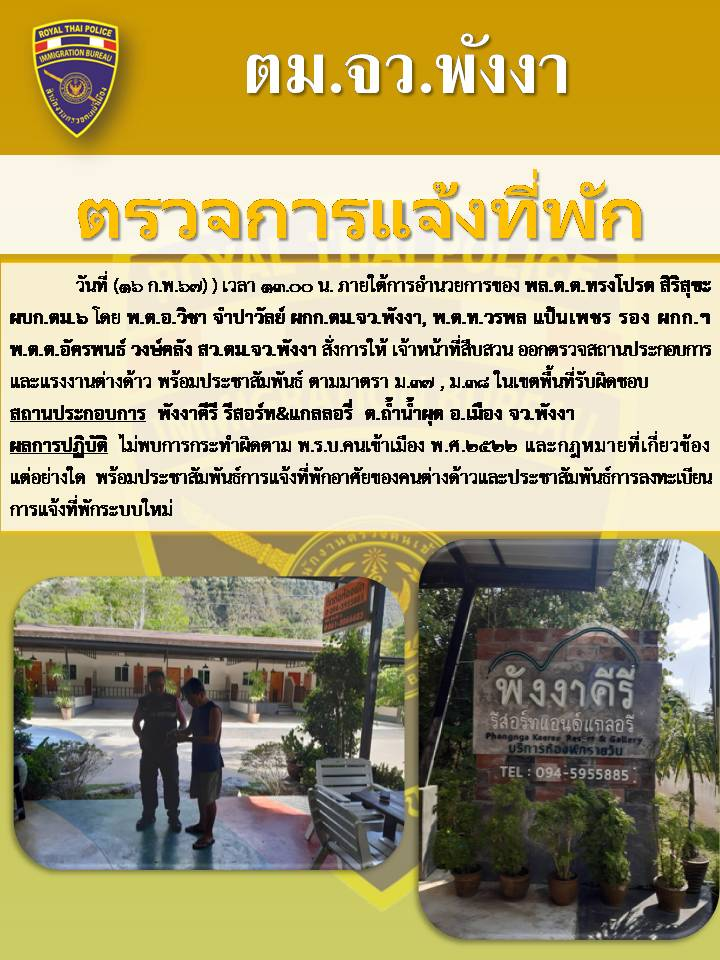 ROYAL THAI POLICE
IMMIGRATION BUREAU
สำนักงานตรวจคนเข้าเมือง
ตม.จว.พังงา
ตรวจการแจ้งที่พัก
วันที่ (๑๖ ก.พ.๖๗) ) เวลา ๑๓.๐๐ น. ภายใต้การอำนวยการของ พล.ต.ต.ทรงโปรด สิริสุขะ
ผบก.ตม.๖ โดย พ.ต.อ.วิชา จำปาวัลย์ ผกก.ตม.จว.พังงา, พ.ต.ท.วรพล แป้นเพชร รอง ผกก.ฯ
พ.ต.ต.อัครพนธ์ วงษ์คลัง สว.ตม.จว.พังงา สั่งการให้ เจ้าหน้าที่สืบสวน ออกตรวจสถานประกอบการ
และแรงงานต่างด้าว พร้อมประชาสัมพันธ์ ตามมาตรา ม.๓๗ , ม.๓๘ ในเขตพื้นที่รับผิดชอบ
สถานประกอบการ พังงาคีรี รีสอร์ท&แกลลอรี่ ต.ถ้ำน้ำผุด อ.เมือง จว.พังงา
ผลการปฏิบัติ ไม่พบการกระทำผิดตาม พ.ร.บ.คนเข้าเมือง พ.ศ.๒๕๒๒ และกฎหมายที่เกี่ยวข้อง
แต่อย่างใด พร้อมประชาสัมพันธ์การแจ้งที่พักอาศัยของคนต่างด้าวและประชาสัมพันธ์การลงทะเบียน
การแจ้งที่พักระบบใหม่
พังงาคีรี
รีสอร์ทแอนด์แกลอรี
Phangnga Keeree Resort & Gallery
บริการห้องพักรายวัน
TEL : 094-5955885